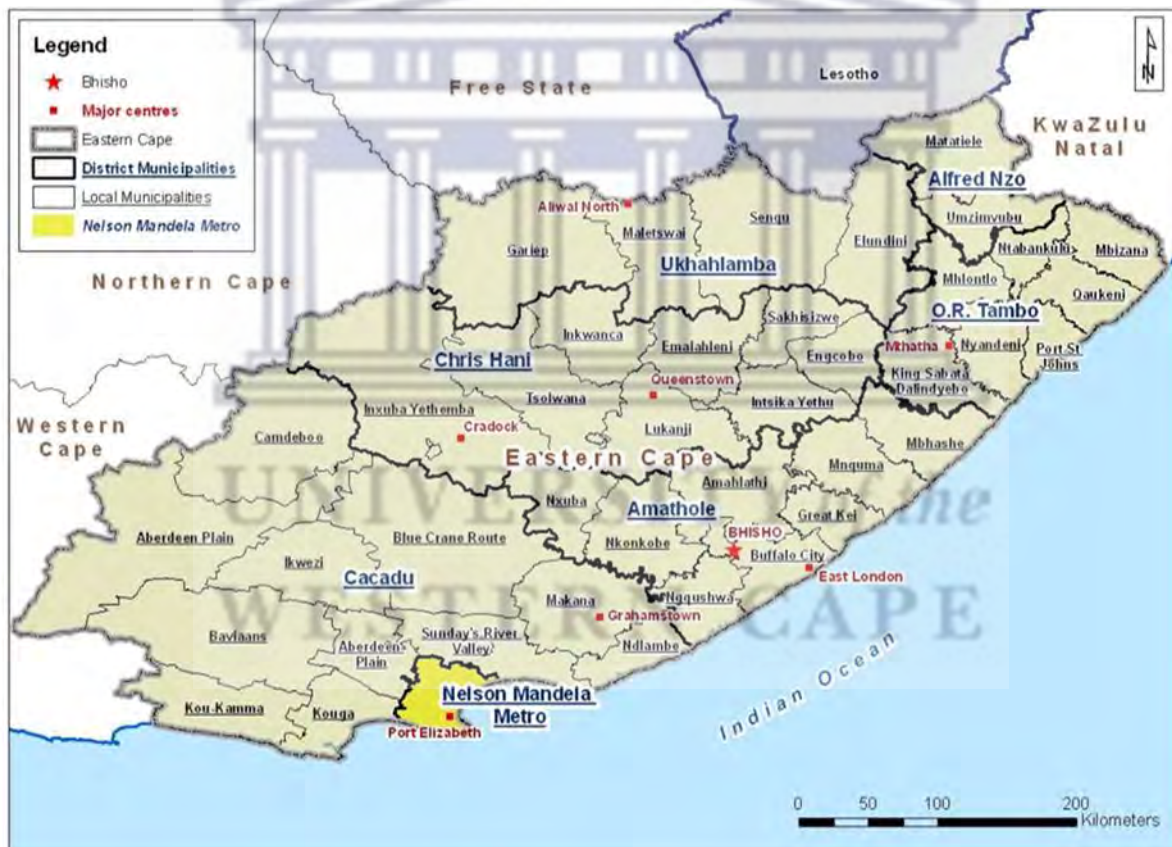 Legend
Bhisho
Major centres
Eastern Cape
District Municipalities
Local Municipalities
Nelson Mandela Metro
N
Lesotho
Free State
KwaZulu
Natal
Matatiele
Alfred Nzo
Aliwal North
Senqu
Umzimvubu
Maletswai
Elundini
Ntabankulu
Mbizana
Gariep
Ukhahlamba
Mhlontlo
Northern Cape
Qaukeni
Sakhisizwe
O.R. Tambo
Inkwanca
Emalahleni
Mthatha
Nyandeni
Port St
Johns
Chris Hani
Engcobo
King Sabata
Dalindyebo
Queenstown
Tsolwana
Intsika Yethu
Inxuba Yethemba
Western
Cape
Cradock
Lukanji
Camdeboo
Mbhashe
Eastern Cape
Mnquma
Amahlathi
UNIVERSITY of the
Nxuba
Amathole
Great Kei
BHISHO
Aberdeen Plain
Blue Crane Route
Nkonkobe
Buffalo City
Ikwezi
East London
Cacadu
Ngqushwa
Makana
WESTERN CAPE
Grahamstown
Baviaans
Sunday's River
Valley
Aberdeen
Plain
Ndlambe
Indian Ocean
Nelson Mandela
Metro
Kou-Kamma
Kouga
Port Elizabeth
0 50 100 200
Kilometers